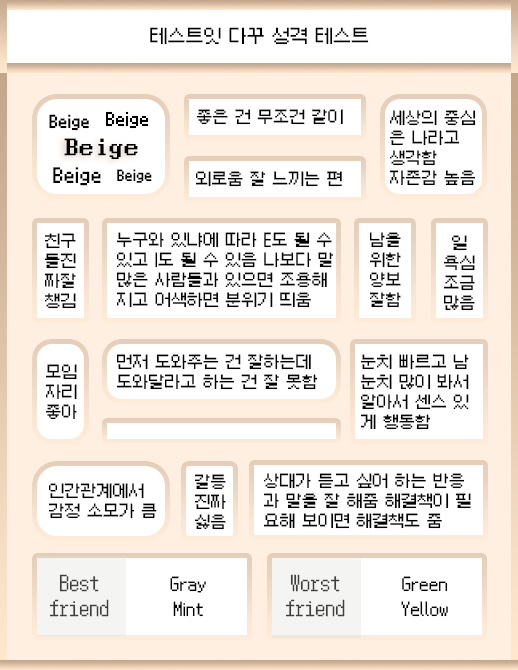 테스트잇 다꾸 성격 테스트
Beige Beige
Beige
Beige Beige
좋은 건 무조건 같이
외로움 잘 느끼는 편
세상의 중심
은 나라고
생각함
자존감 높음
친구
들진
짜잘
챙김
누구와 있냐에 따라 E도 될 수
있고 I도 될 수 있음 나보다 말
많은 사람들과 있으면 조용해
지고 어색하면 분위기 띄움
남을
위한
양보
잘함
일
욕심
조금
많음
모임
자리
좋아
먼저 도와주는 건 잘하는데
도와달라고 하는 건 잘 못함
눈치 빠르고 남
눈치 많이 봐서
알아서 센스 있
게 행동함
인간관계에서
감정 소모가 큼
갈등
진짜
싫음
상대가 듣고 싶어 하는 반응
과 말을 잘 해줌 해결책이 필
요해 보이면 해결책도 줌
Best
friend
Gray
Mint
Worst
friend
Green
Yellow